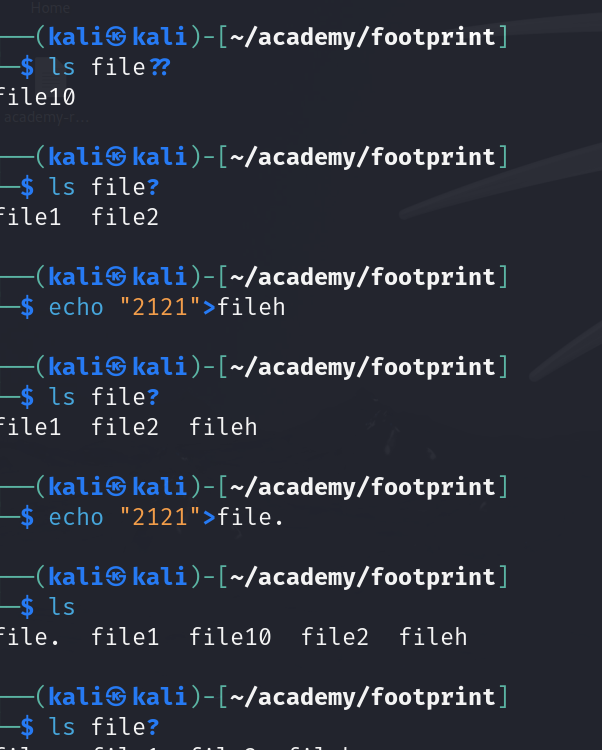 Home
──(kali㉿kali)-[~/academy/footprint]
─$ ls file??
file10
academy-r...
──(kali㉿kali)-[~/academy/footprint]
─$ ls file?
file1  file2
──(kali㉿kali)-[~/academy/footprint]
─$ echo "2121">fileh
──(kali㉿kali)-[~/academy/footprint]
─$ ls file?
file1  file2  fileh
──(kali㉿kali)-[~/academy/footprint]
─$ echo "2121">file.
──(kali㉿kali)-[~/academy/footprint]
─$ ls
file.  file1  file10  file2  fileh
──(kali㉿kali)-[~/academy/footprint]
─$ ls file?